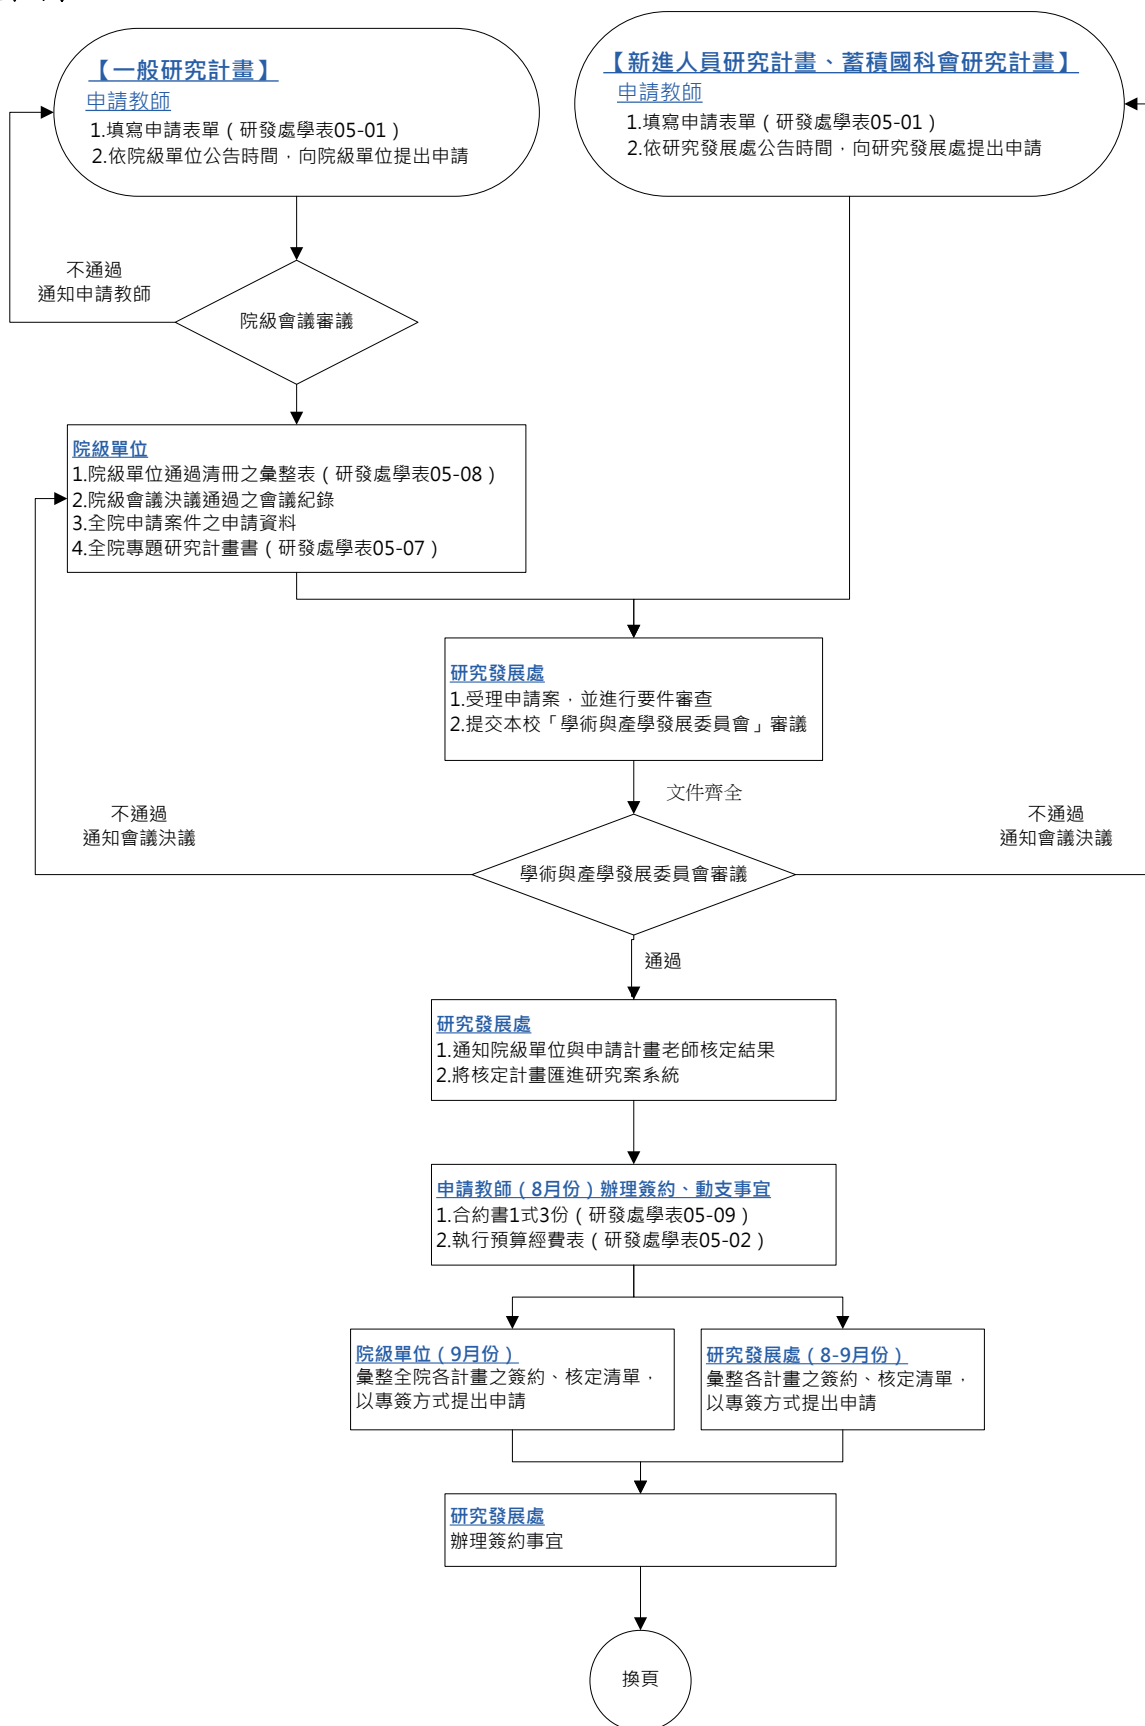 【一般研究計畫】
申請教師
1.填寫申請表單（研發處學表05-01）
2.依院級單位公告時間，向院級單位提出申請
【新進人員研究計畫、蓄積國科會研究計畫】
申請教師
1.填寫申請表單（研發處學表05-01）
2.依研究發展處公告時間，向研究發展處提出申請
不通過
通知申請教師
院級會議審議
院級單位
1.院級單位通過清冊之彙整表（研發處學表05-08）
2.院級會議決議通過之會議紀錄
3.全院申請案件之申請資料
4.全院專題研究計畫書（研發處學表05-07）
研究發展處
1.受理申請案，並進行要件審查
2.提交本校「學術與產學發展委員會」審議
文件齊全
不通過
通知會議決議
不通過
通知會議決議
學術與產學發展委員會審議
通過
研究發展處
1.通知院級單位與申請計畫老師核定結果
2.將核定計畫匯進研究案系統
申請教師（8月份）辦理簽約、動支事宜
1.合約書1式3份（研發處學表05-09）
2.執行預算經費表（研發處學表05-02）
院級單位（9月份）
彙整全院各計畫之簽約、核定清單，
以專簽方式提出申請
研究發展處（8-9月份）
彙整各計畫之簽約、核定清單，
以專簽方式提出申請
研究發展處
辦理簽約事宜
換頁